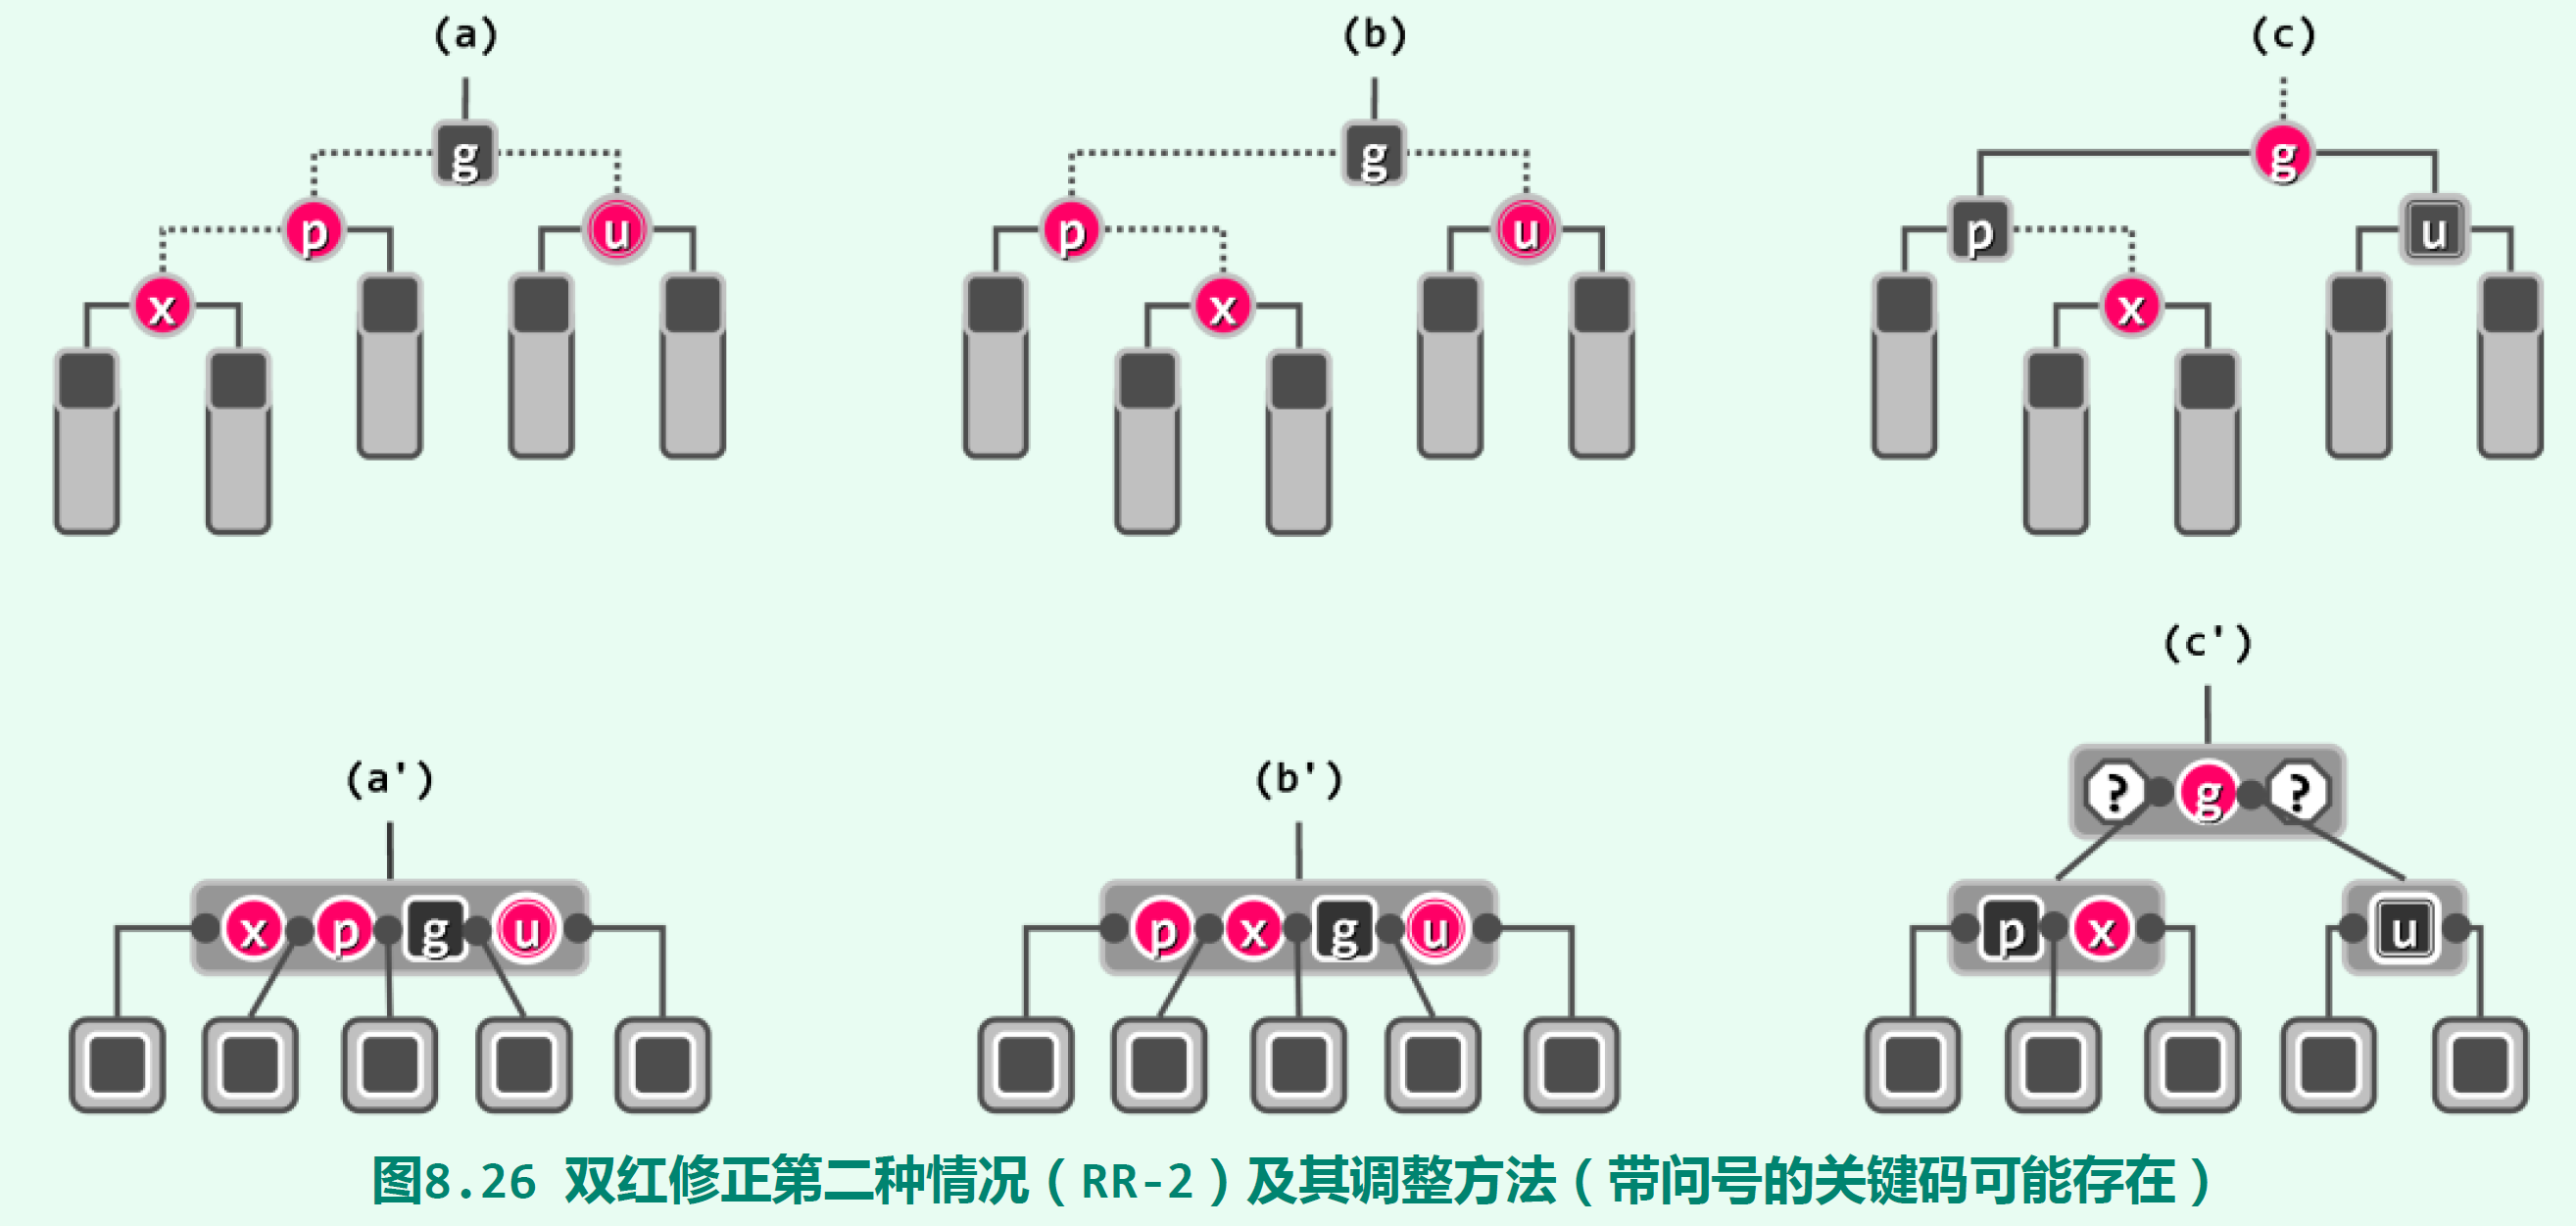 (a) (b) (c)
g g g
p u p u p u
x x x
(c')
(a') (b') ? g ?
x p g u p x g u p x u
图8.26 双红修正第二种情况（RR-2）及其调整方法（带问号的关键码可能存在）